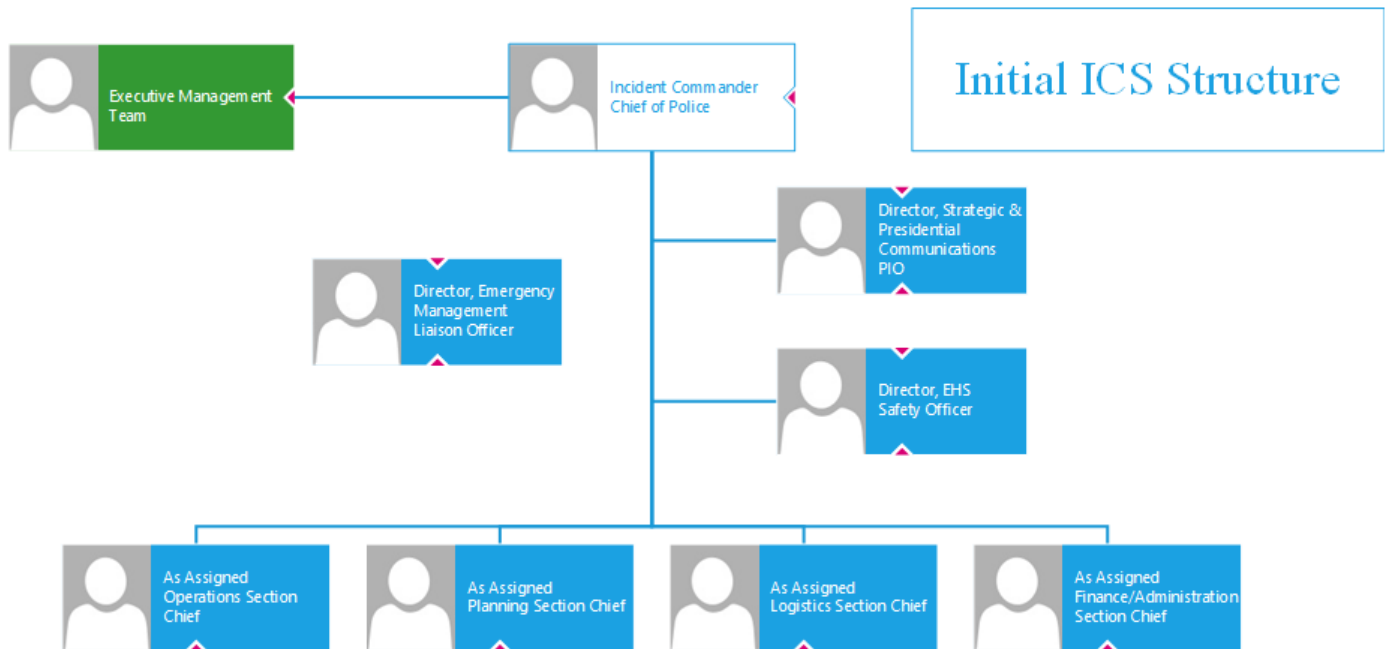 Initial ICS Structure
Executive Management
Team
Incident Commander
Chief of Police
Director, Strategic &
Presidential
Communications
PIO
Director, Emergency
Management
Liaison Officer
Director, EHS
Safety Officer
As Assigned
Operations Section
Chief
As Assigned
Planning Section Chief
As Assigned
Logistics Section Chief
As Assigned
Finance/Administration
Section Chief